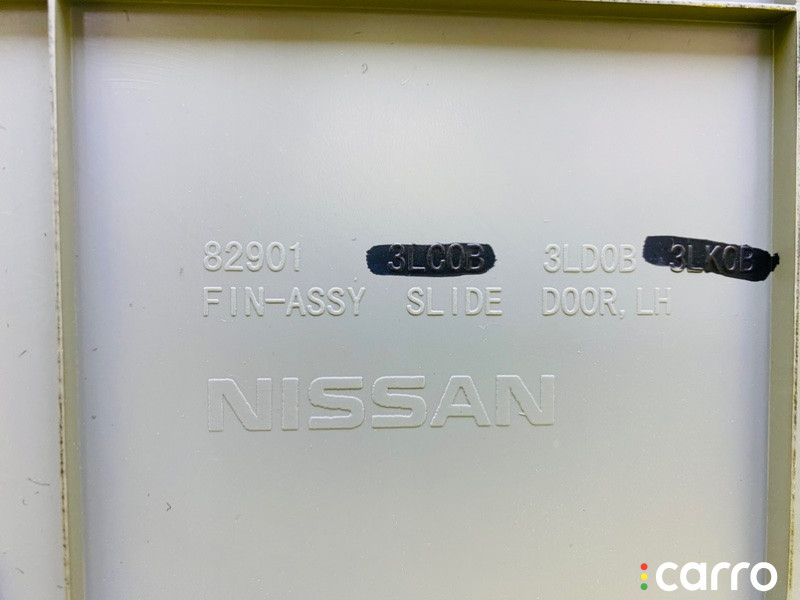 82901 3LC0B 3LD0B 3LK0B
FIN-ASSY SLIDE DOOR, LH
NISSAN
carro